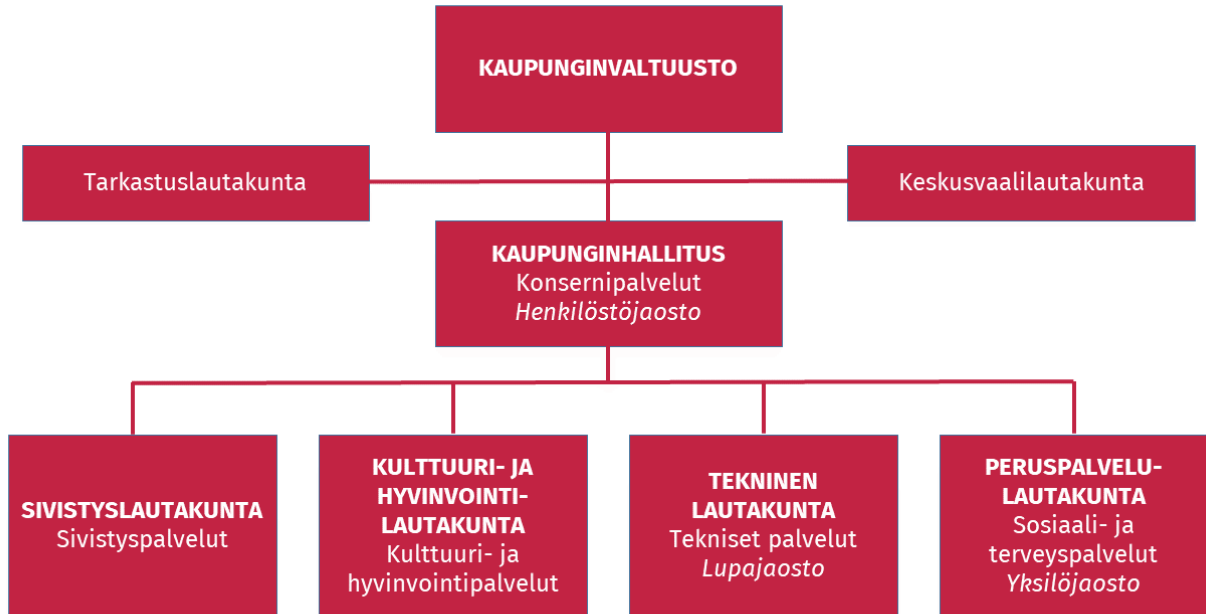 KAUPUNGINVALTUUSTO
Tarkastuslautakunta
Keskusvaalilautakunta
KAUPUNGINHALLITUS
Konsernipalvelut
Henkilöstöjaosto
SIVISTYSLAUTAKUNTA
Sivistyspalvelut
KULTTUURI- JA
HYVINVOINTI-
LAUTAKUNTA
Kulttuuri- ja
hyvinvointipalvelut
TEKNINEN
LAUTAKUNTA
Tekniset palvelut
Lupajaosto
PERUSPALVELU-
LAUTAKUNTA
Sosiaali- ja
terveyspalvelut
Yksilöjaosto